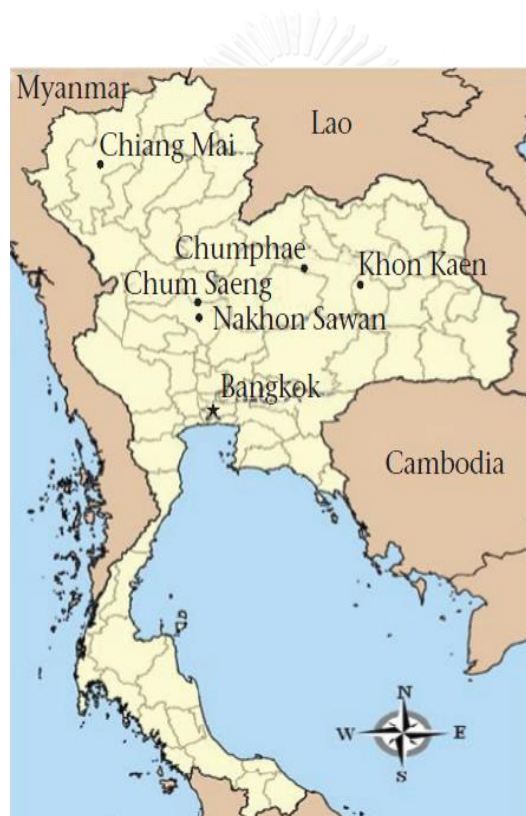 Myanmar
Lao
Chiang Mai
Chumphae
Khon Kaen
Chum Saeng
Nakhon Sawan
Bangkok
Cambodia
N
W E
S